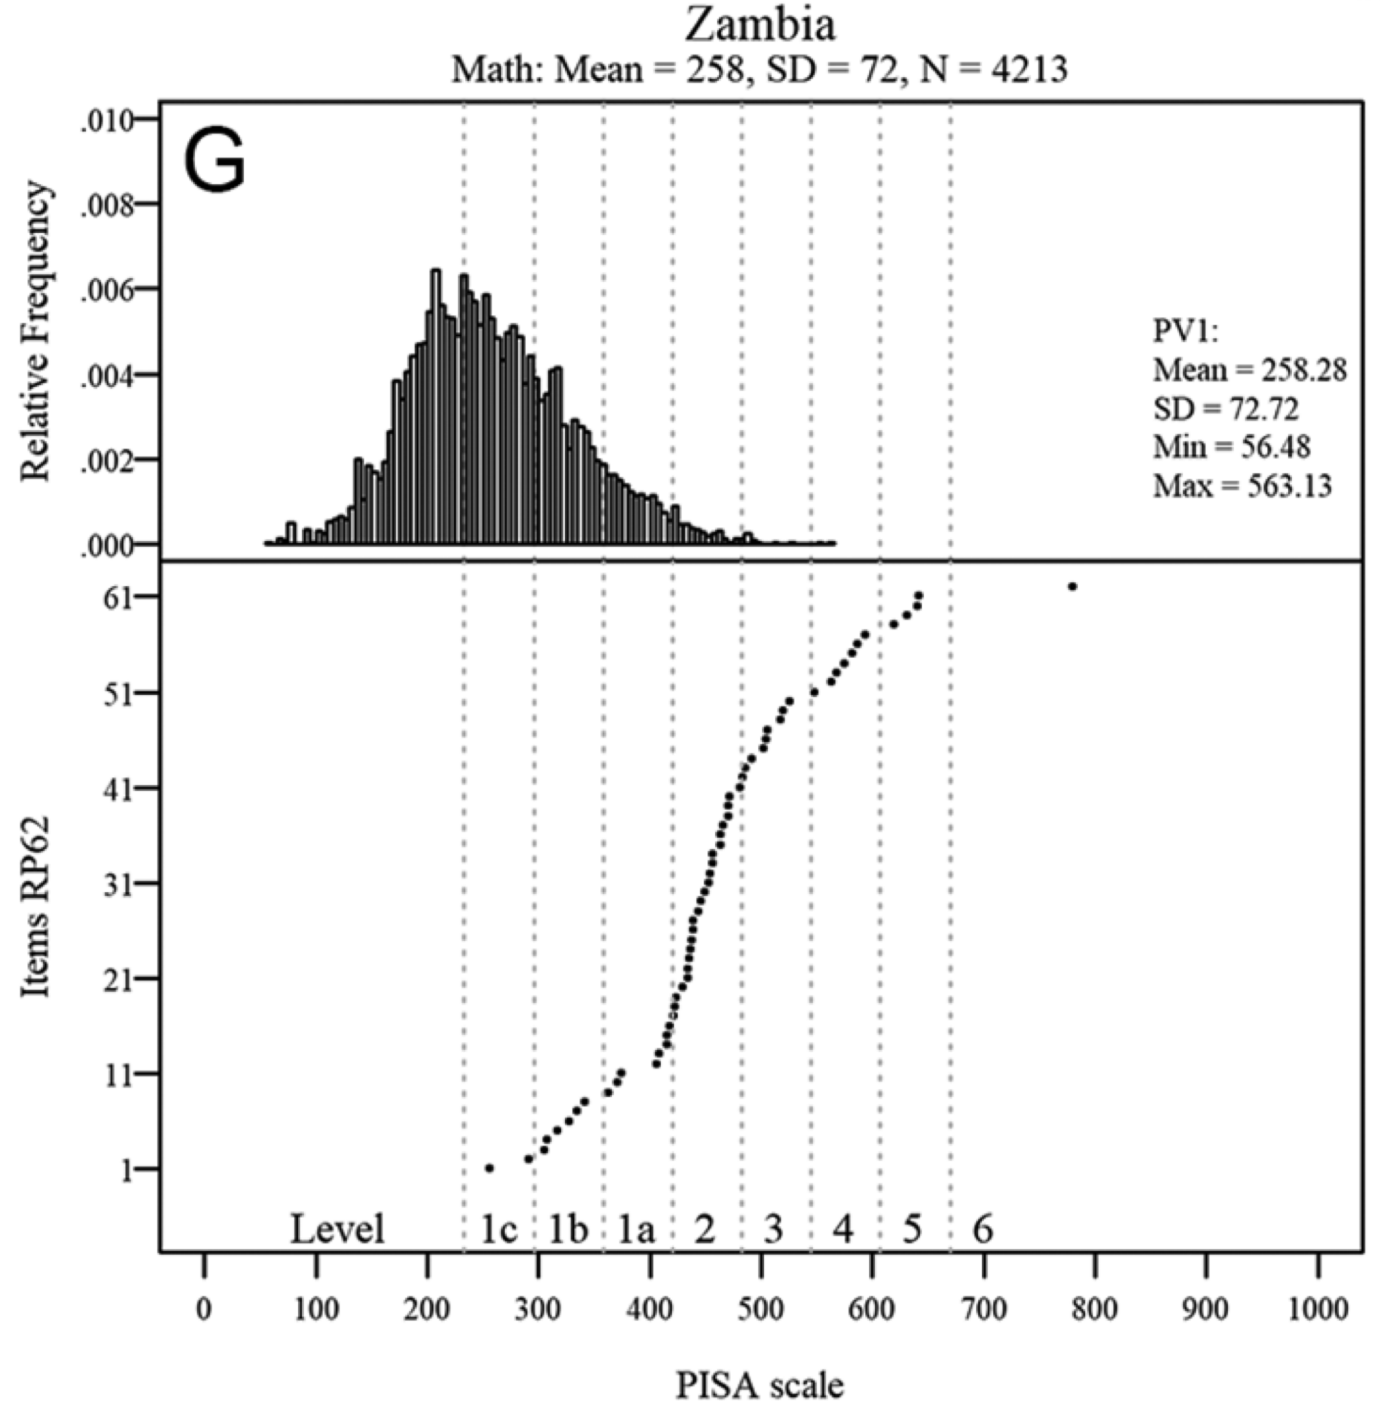 Zambia
Math: Mean = 258, SD = 72, N = 4213
G
Relative Frequency
.010
.008
.006
.004
.002
.000
PV1:
Mean = 258.28
SD = 72.72
Min = 56.48
Max = 563.13
Items RP62
61
51
41
31
21
11
1
Level 1c 1b 1a 2 3 4 5 6
0 100 200 300 400 500 600 700 800 900 1000
PISA scale